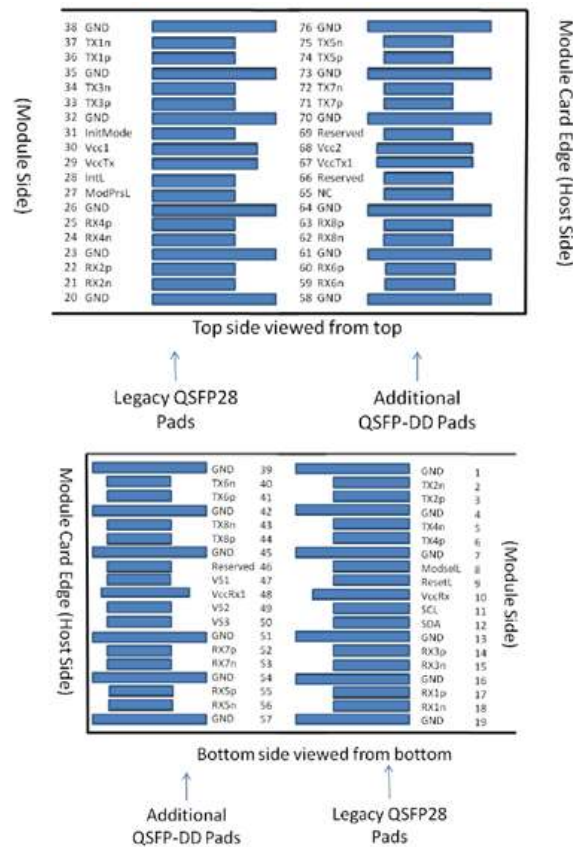 38 GND 76 GND
37 TX1n 75 TX5n
36 TX1p 74 TX5p
35 GND 73 GND
34 TX3n 72 TX7n
33 TX3p 71 TX7p
32 GND 70 GND
31 InitMode 69 Reserved
30 Vcc1 68 Vcc2
29 VccTx 67 VccTx1
28 IntL 66 Reserved
27 ModPrsL 65 NC
26 GND 64 GND
25 RX4p 63 RX8p
24 RX4n 62 RX8n
23 GND 61 GND
22 RX2p 60 RX6p
21 RX2n 59 RX6n
20 GND 58 GND
(Module Side)
Module Card Edge (Host Side)
Top side viewed from top
Legacy QSFP28
Pads
Additional
QSFP-DD Pads
Module Card Edge (Host Side)
GND 39 GND 1
TX6n 40 TX2n 2
TX6p 41 TX2p 3
GND 42 GND 4
TX8n 43 TX4n 5
TX8p 44 TX4p 6
GND 45 GND 7
Reserved 46 ModselL 8
VS1 47 ResetL 9
VccRx1 48 VccRx 10
VS2 49 SCL 11
VS3 50 SDA 12
GND 51 GND 13
RX7p 52 RX3p 14
RX7n 53 RX3n 15
GND 54 GND 16
RX5p 55 RX1p 17
RX5n 56 RX1n 18
GND 57 GND 19
(Module Side)
Bottom side viewed from bottom
Additional
QSFP-DD Pads
Legacy QSFP28
Pads